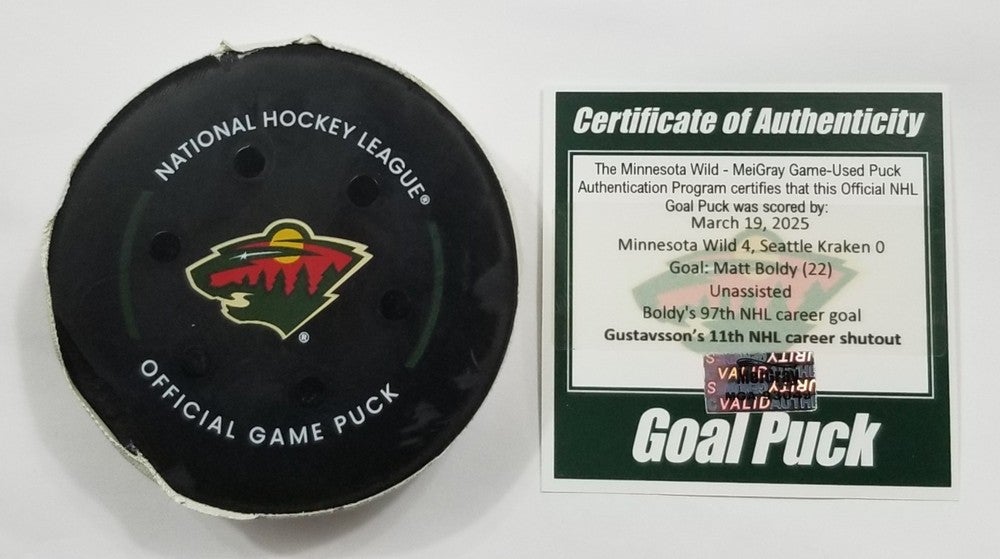 NATIONAL HOCKEY LEAGUE®
®
OFFICIAL GAME PUCK
Certificate of Authenticity
The Minnesota Wild - MeiGray Game-Used Puck
Authentication Program certifies that this Official NHL
Goal Puck was scored by:
March 19, 2025
Minnesota Wild 4, Seattle Kraken 0
Goal: Matt Boldy (22)
Unassisted
Boldy's 97th NHL career goal
Gustavsson's 11th NHL career shutout
MeiGray
VALID
Goal Puck